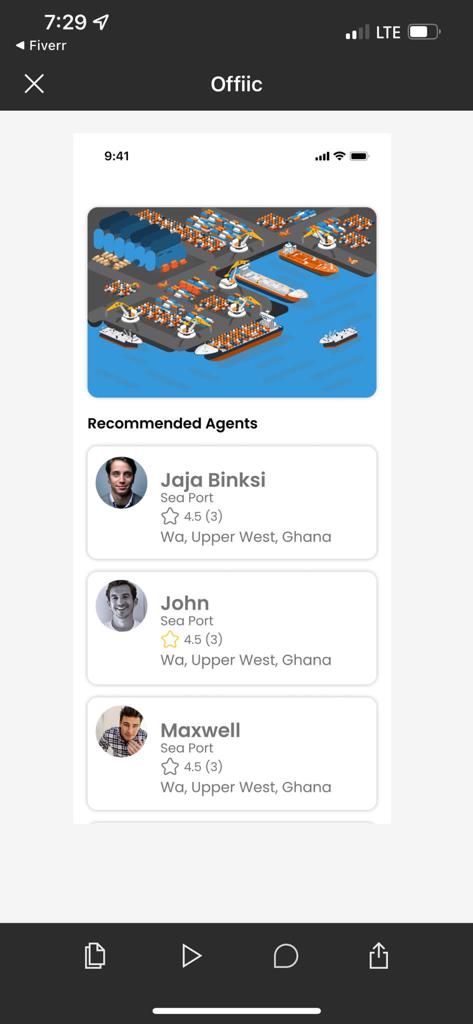 7:29
LTE
◀ Fiverr
Offiic
9:41
Recommended Agents
Jaja Binksi
Sea Port
4.5 (3)
Wa, Upper West, Ghana
John
Sea Port
4.5 (3)
Wa, Upper West, Ghana
Maxwell
Sea Port
4.5 (3)
Wa, Upper West, Ghana